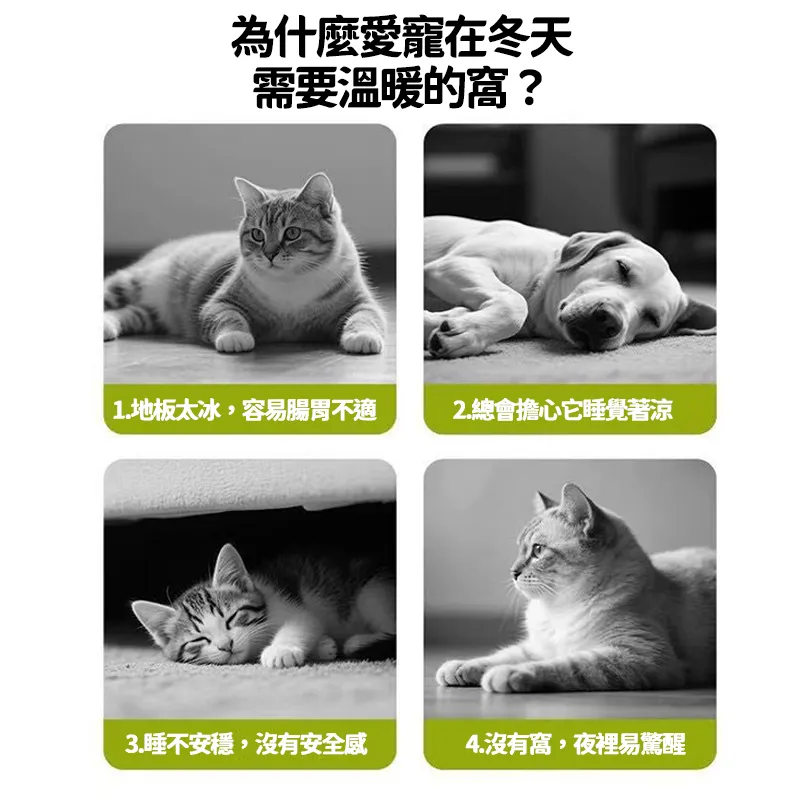 為什麼愛寵在冬天
需要溫暖的窩？
1.地板太冰，容易腸胃不適
2.總會擔心它睡覺著涼
3.睡不安穩，沒有安全感
4.沒有窩，夜裡易驚醒